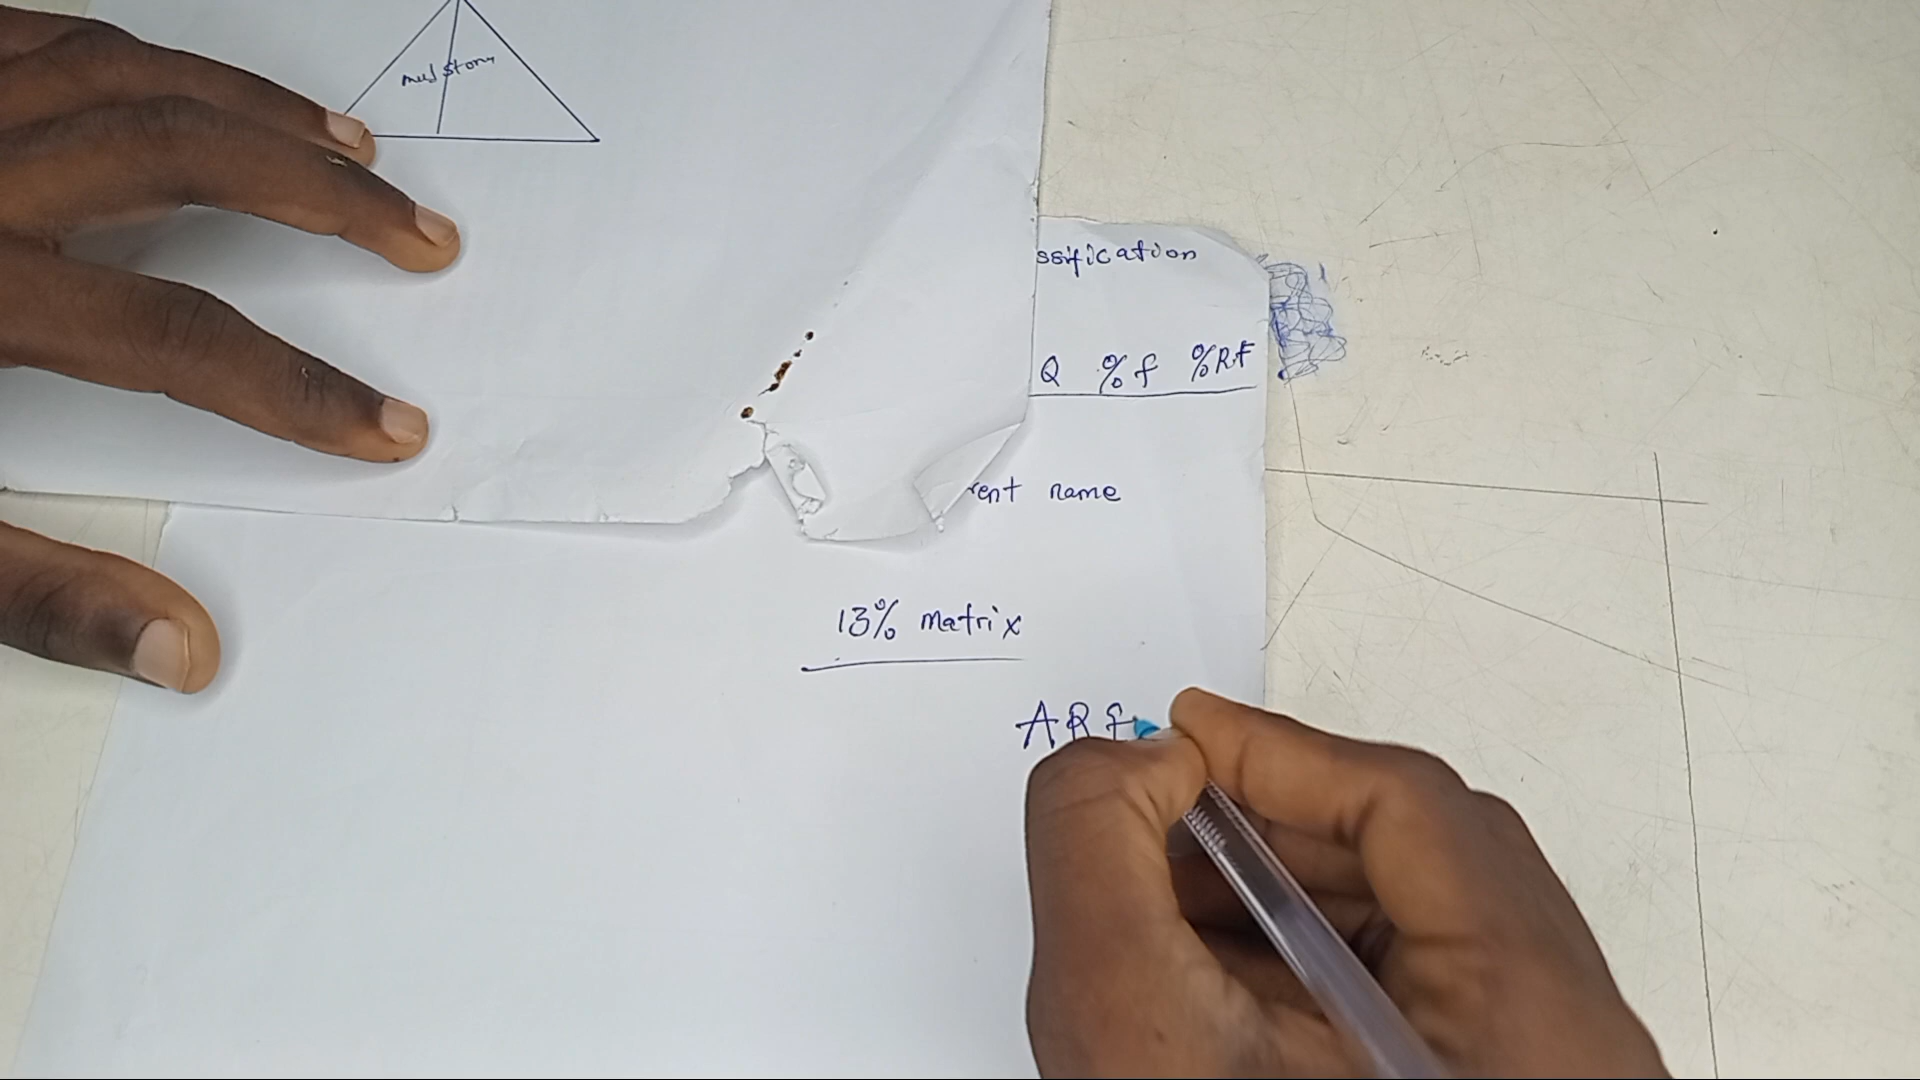 mudstone
ssification
Q %f %Rf
rent name
13% matrix
ARf